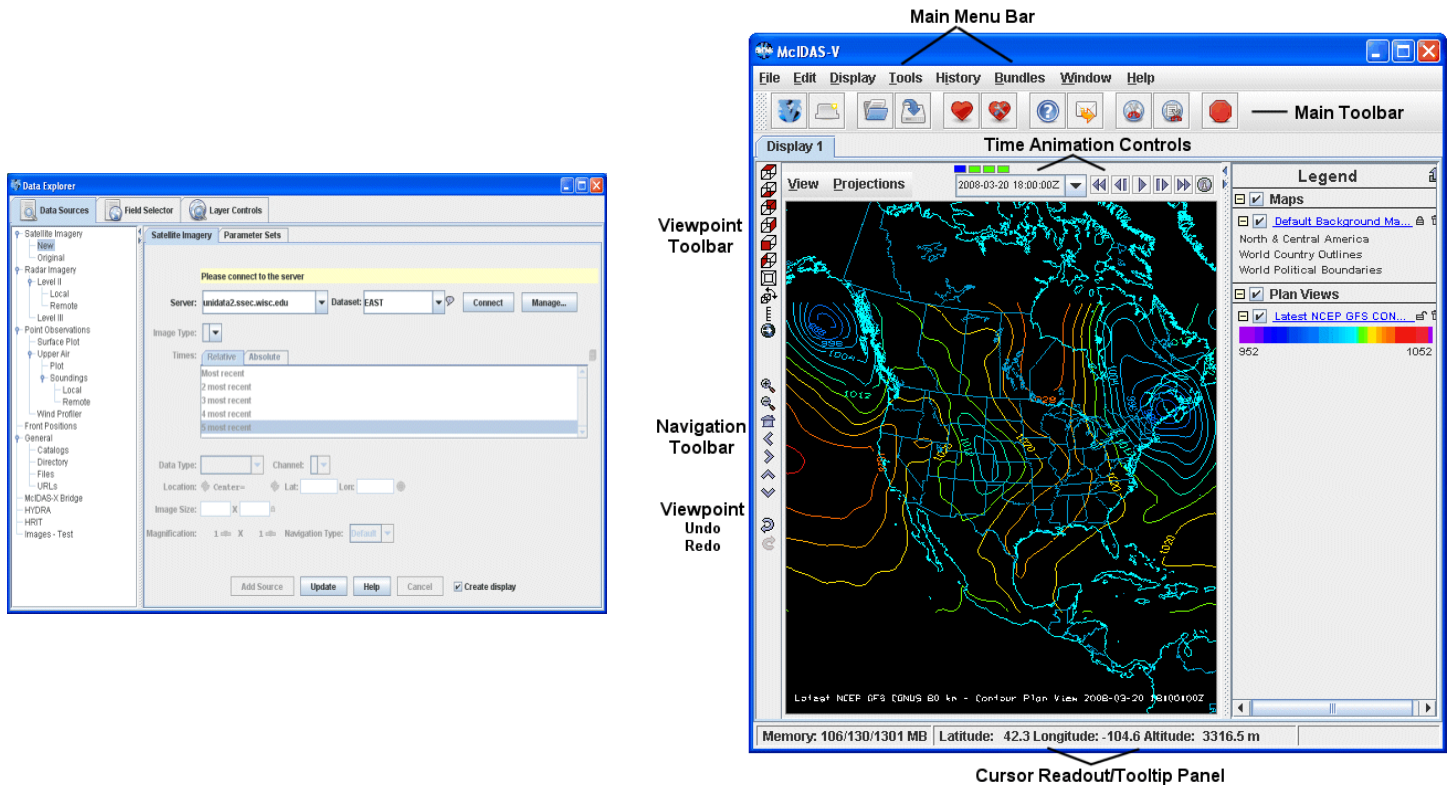 Data Explorer
Data Sources Field Selector Layer Controls
Satellite Imagery
New
Original
Radar Imagery
Level II
Local
Remote
Level III
Point Observations
Surface Plot
Upper Air
Plot
Soundings
Local
Remote
Wind Profiler
Front Positions
General
Catalogs
Directory
Files
URLs
McIDAS-X Bridge
HYDRA
HRIT
Images - Test
Satellite Imagery Parameter Sets
Please connect to the server
Server: unidata2.ssec.wisc.edu Dataset: EAST Connect Manage...
Image Type:
Times: Relative Absolute
Most recent
2 most recent
3 most recent
4 most recent
5 most recent
Data Type: Channel:
Location: Center= Lat: Lon:
Image Size: X
Magnification: 1 X 1 Navigation Type: Default
Add Source Update Help Cancel Create display
Main Menu Bar
McIDAS-V
File Edit Display Tools History Bundles Window Help
Main Toolbar
Display 1
Time Animation Controls
View Projections 2008-03-20 18:00:00Z
Viewpoint
Toolbar
Navigation
Toolbar
Viewpoint
Undo
Redo
988
996
1004
1012
1028
1012
1020
1020
1020
1020
Latest NCEP GFS CONUS 80 km - Contour Plan View 2008-03-20 18:00:00Z
Legend
Maps
Default Background Ma...
North & Central America
World Country Outlines
World Political Boundaries
Plan Views
Latest NCEP GFS CON...
952 1052
Memory: 106/130/1301 MB Latitude: 42.3 Longitude: -104.6 Altitude: 3316.5 m
Cursor Readout/Tooltip Panel